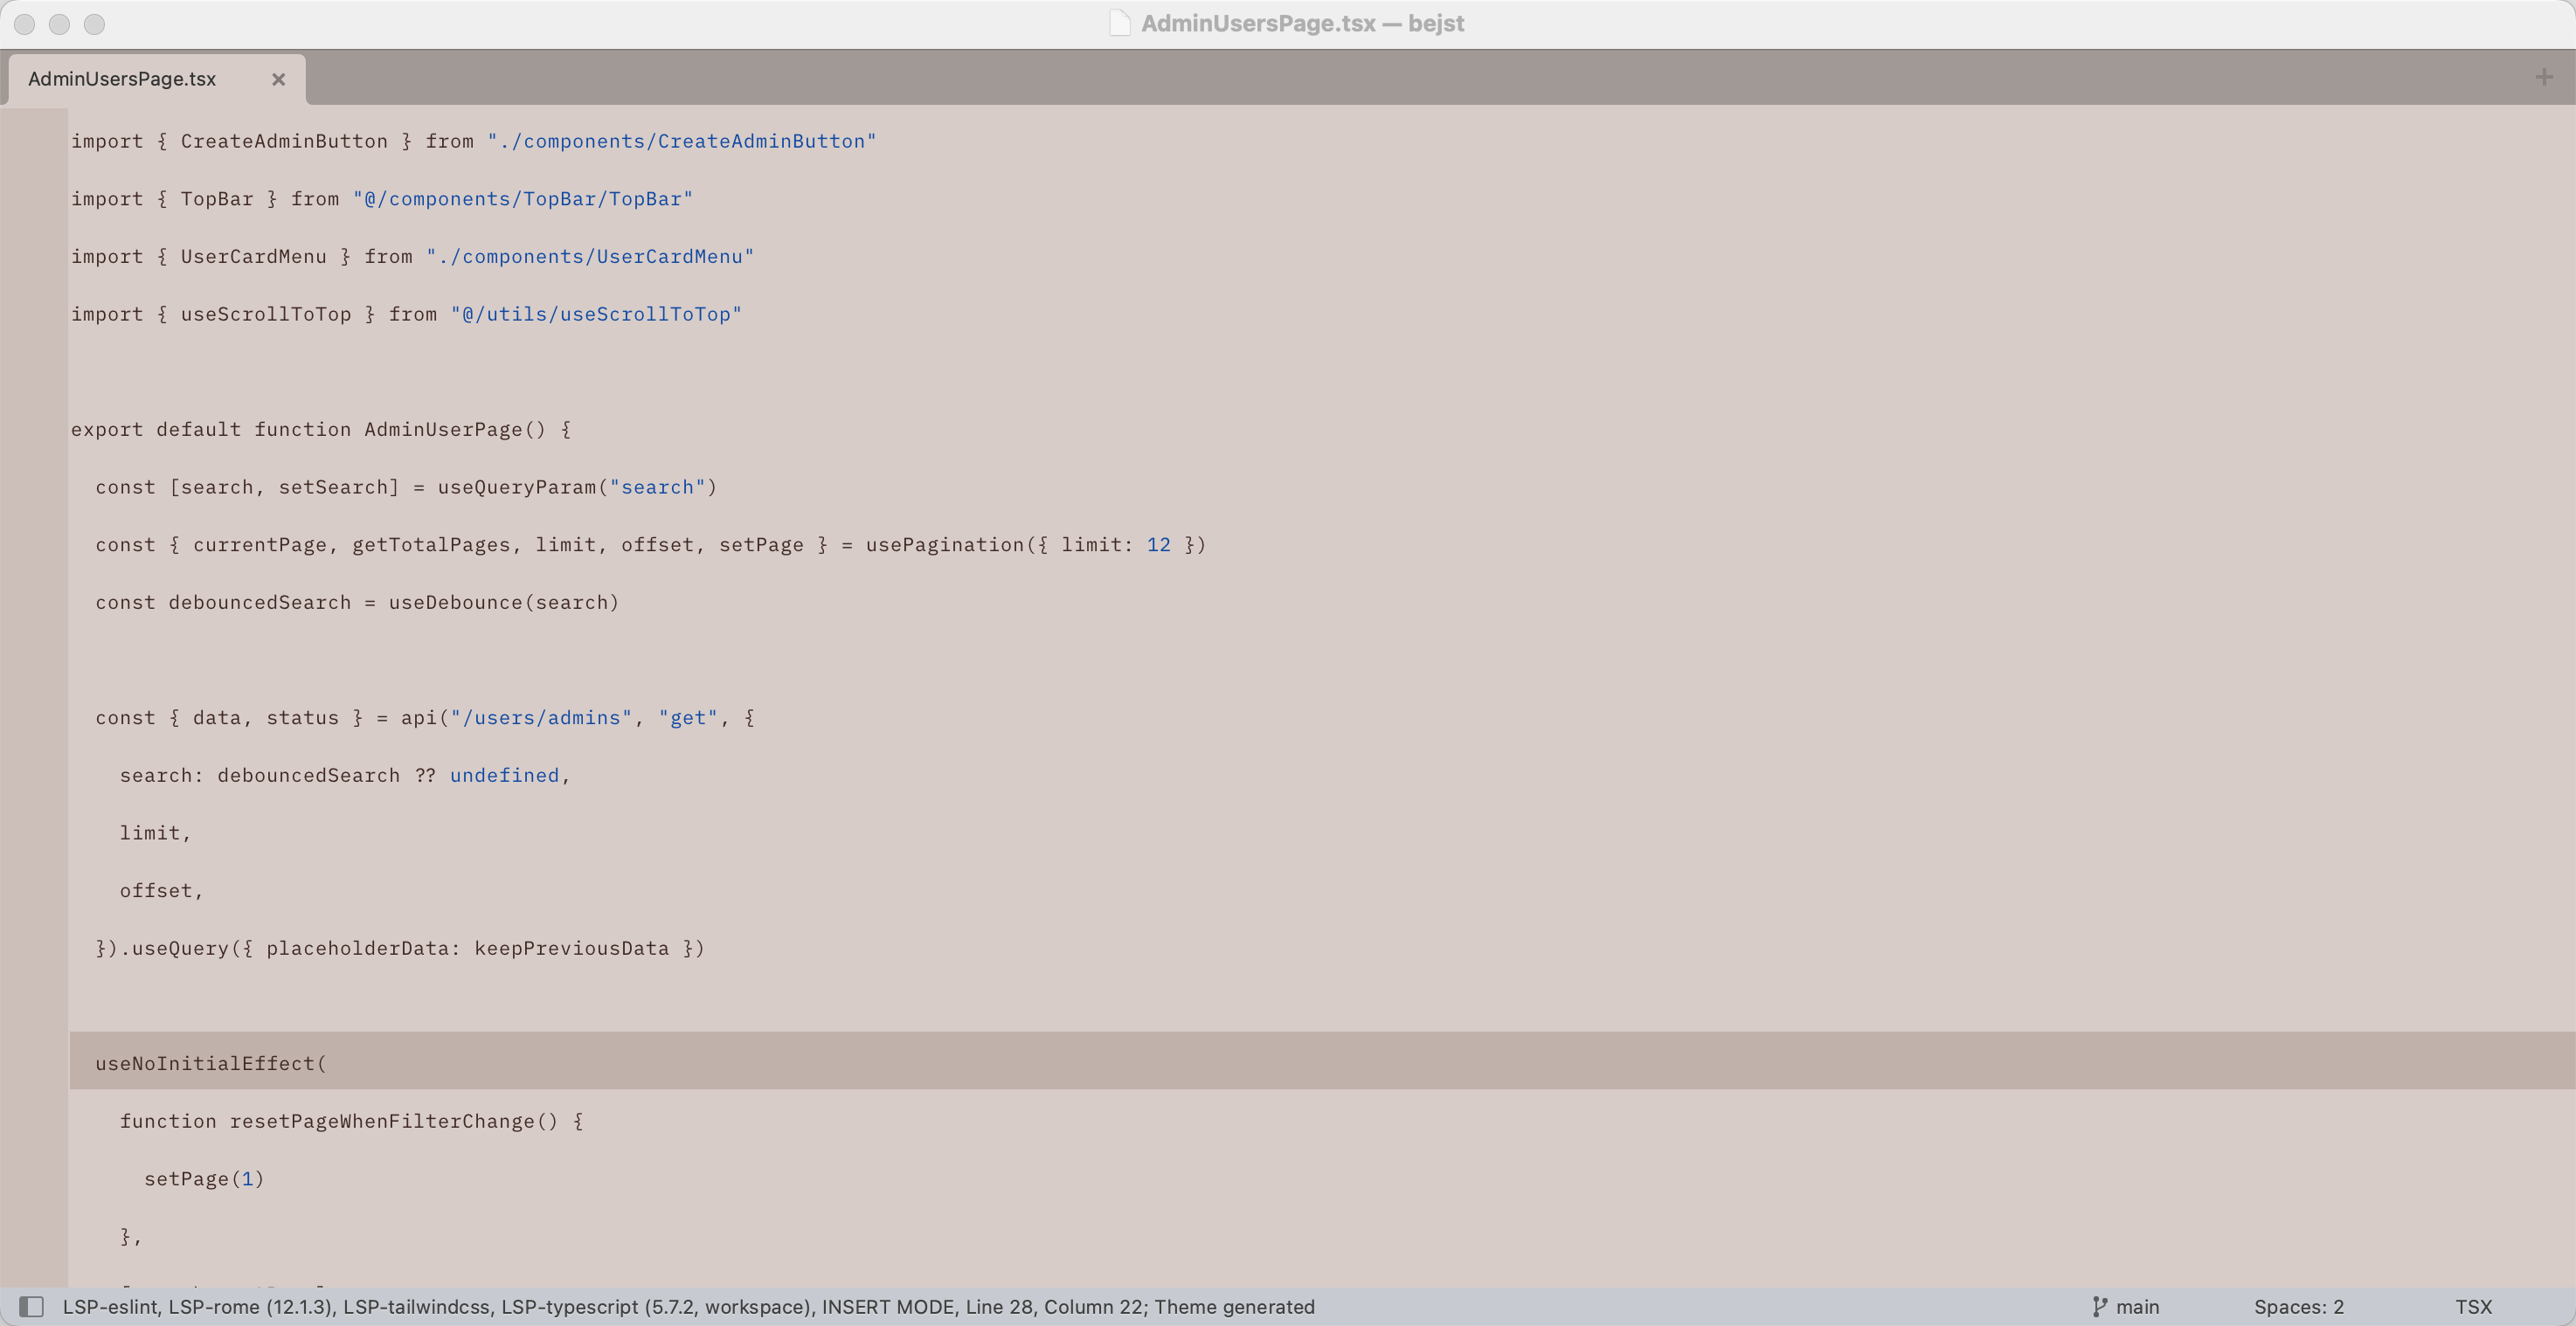 AdminUsersPage.tsx — bejst
AdminUsersPage.tsx
import { CreateAdminButton } from "./components/CreateAdminButton"
import { TopBar } from "@/components/TopBar/TopBar"
import { UserCardMenu } from "./components/UserCardMenu"
import { useScrollToTop } from "@/utils/useScrollToTop"
export default function AdminUserPage() {
  const [search, setSearch] = useQueryParam("search")
  const { currentPage, getTotalPages, limit, offset, setPage } = usePagination({ limit: 12 })
  const debouncedSearch = useDebounce(search)
  const { data, status } = api("/users/admins", "get", {
    search: debouncedSearch ?? undefined,
    limit,
    offset,
  }).useQuery({ placeholderData: keepPreviousData })
  useNoInitialEffect(
    function resetPageWhenFilterChange() {
      setPage(1)
    },
LSP-eslint, LSP-rome (12.1.3), LSP-tailwindcss, LSP-typescript (5.7.2, workspace), INSERT MODE, Line 28, Column 22; Theme generated
main
Spaces: 2
TSX